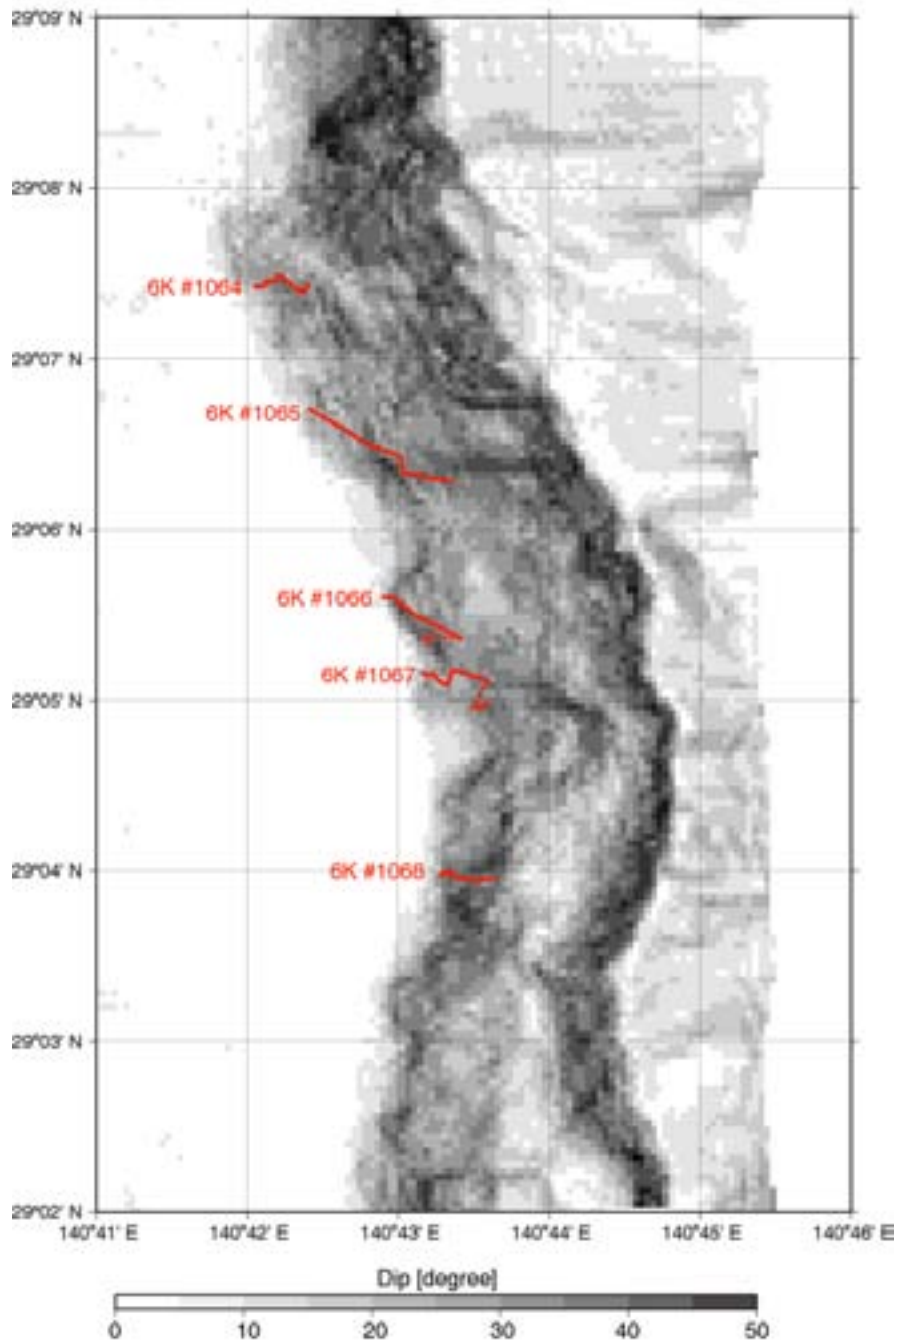 29°09' N
29°08' N
6K #1064
29°07' N
6K #1065
29°06' N
6K #1066
6K #1067
29°05' N
6K #1068
29°04' N
29°03' N
29°02' N
140°41' E 140°42' E 140°43' E 140°44' E 140°45' E 140°46' E
Dip [degree]
0 10 20 30 40 50